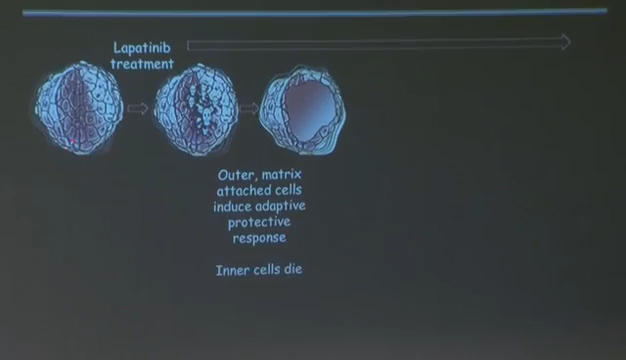 Lapatinib
treatment
Outer, matrix
attached cells
induce adaptive
protective
response
Inner cells die